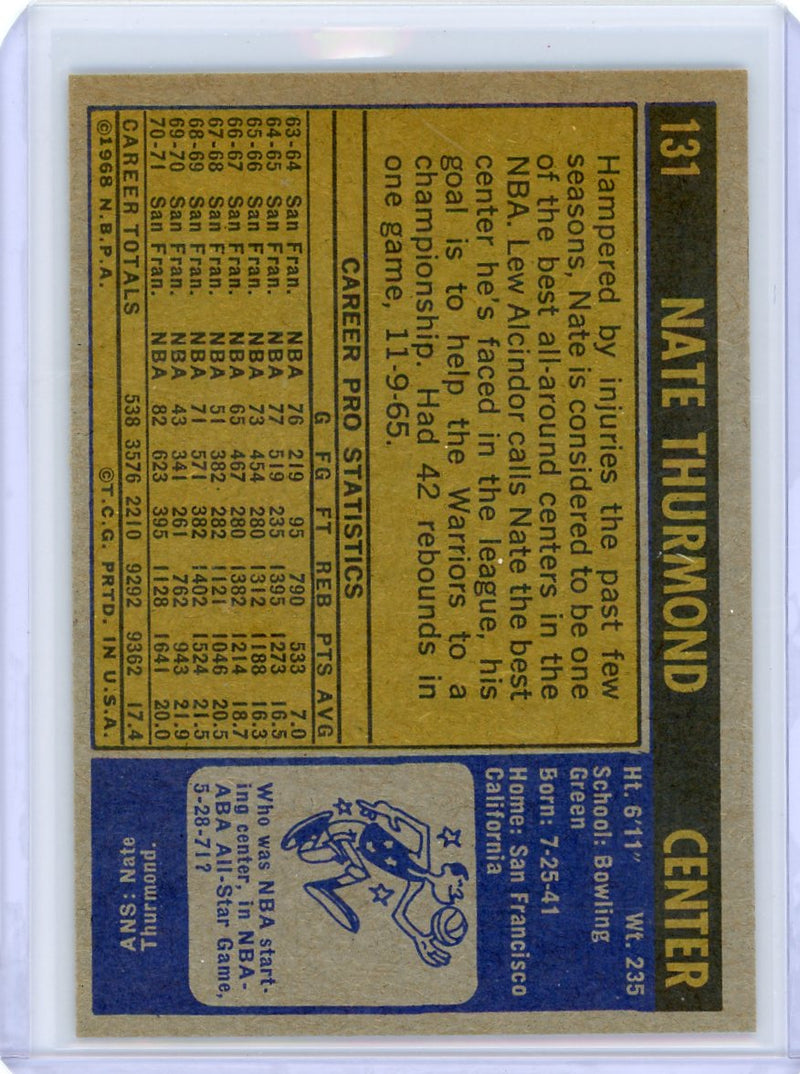 131 NATE THURMOND CENTER
Hampered by injuries the past few
seasons, Nate is considered to be one
of the best all-around centers in the
NBA. Lew Alcindor calls Nate the best
center he's faced in the league, his
goal is to help the Warriors to a
championship. Had 42 rebounds in
one game, 11-9-65.
CAREER PRO STATISTICS
G FG FT REB PTS AVG
63-64 San Fran. NBA 76 219 95 790 533 7.0
64-65 San Fran. NBA 77 519 235 1395 1273 16.5
65-66 San Fran. NBA 73 454 280 1312 1188 16.3
66-67 San Fran. NBA 65 467 280 1382 1214 18.7
67-68 San Fran. NBA 51 382 282 1121 1046 20.5
68-69 San Fran. NBA 71 571 382 1402 1524 21.5
69-70 San Fran. NBA 43 341 261 762 943 21.9
70-71 San Fran. NBA 82 623 395 1128 1641 20.0
CAREER TOTALS 538 3576 2210 9292 9362 17.4
©1968 N.B.P.A. ©T.C.G. PRTD. IN U.S.A.
Ht. 6'11" Wt. 235
School: Bowling
Green
Born: 7-25-41
Home: San Francisco
California
Who was NBA start-
ing center, in NBA-
ABA All-Star Game,
5-28-71?
ANS: Nate
Thurmond.